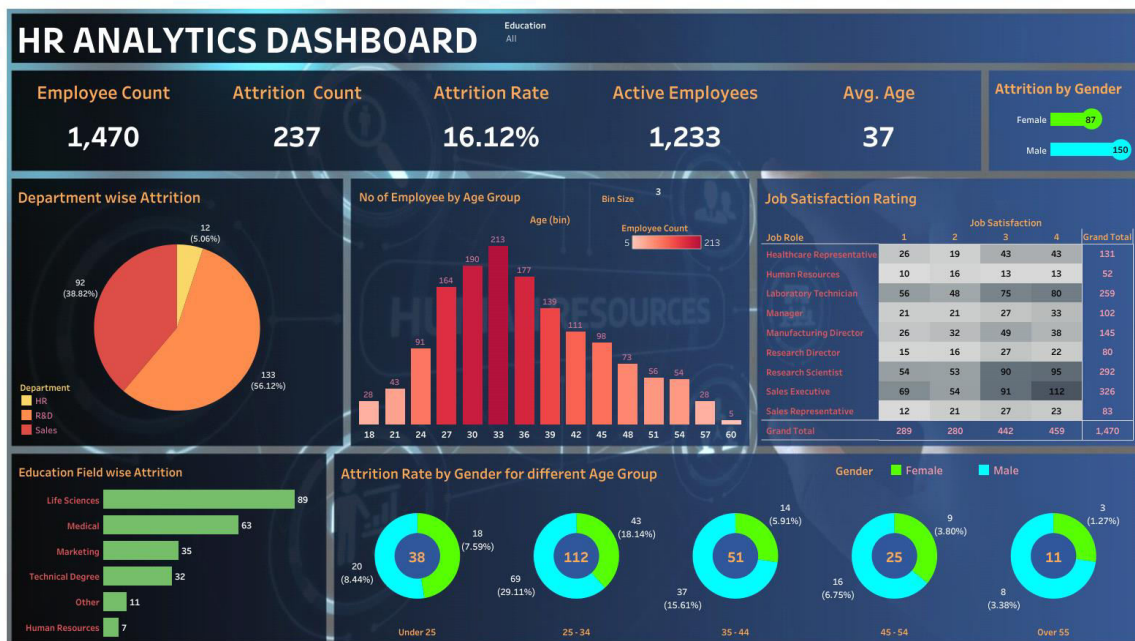 HR ANALYTICS DASHBOARD
Education
All
Employee Count
Attrition Count
Attrition Rate
Active Employees
Avg. Age
1,470
237
16.12%
1,233
37
Attrition by Gender
Female 87
Male 150
Department wise Attrition
12
(5.06%)
92
(38.82%)
133
(56.12%)
Department
HR
R&D
Sales
No of Employee by Age Group
Bin Size 3
Age (bin)
Employee Count
5 213
28 43 91 164 190 213 177 139 111 98 73 56 54 28 5
18 21 24 27 30 33 36 39 42 45 48 51 54 57 60
HUMAN RESOURCES
Job Satisfaction Rating
Job Satisfaction
Job Role 1 2 3 4 Grand Total
Healthcare Representative 26 19 43 43 131
Human Resources 10 16 13 13 52
Laboratory Technician 56 48 75 80 259
Manager 21 21 27 33 102
Manufacturing Director 26 32 49 38 145
Research Director 15 16 27 22 80
Research Scientist 54 53 90 95 292
Sales Executive 69 54 91 112 326
Sales Representative 12 21 27 23 83
Grand Total 289 280 442 459 1,470
Education Field wise Attrition
Life Sciences 89
Medical 63
Marketing 35
Technical Degree 32
Other 11
Human Resources 7
Attrition Rate by Gender for different Age Group
Gender Female Male
38
18
(7.59%)
20
(8.44%)
Under 25
112
43
(18.14%)
69
(29.11%)
25 - 34
51
14
(5.91%)
37
(15.61%)
35 - 44
25
9
(3.80%)
16
(6.75%)
45 - 54
11
3
(1.27%)
8
(3.38%)
Over 55